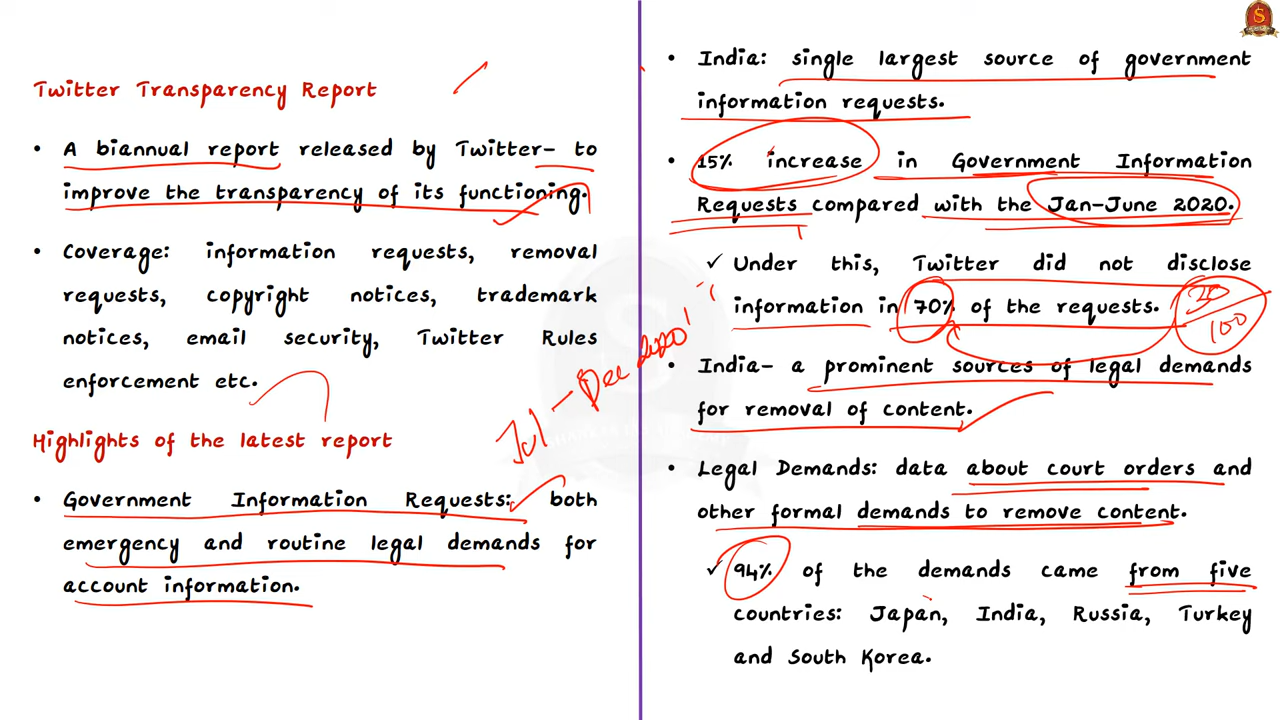 Twitter Transparency Report
• A biannual report released by Twitter- to
improve the transparency of its functioning.
• Coverage: information requests, removal
requests, copyright notices, trademark
notices, email security, Twitter Rules
enforcement etc.
Highlights of the latest report
• Government Information Requests: both
emergency and routine legal demands for
account information.
Jul - Dec 2020
• India: single largest source of government
information requests.
• 15% increase in Government Information
Requests compared with the Jan-June 2020.
✓ Under this, Twitter did not disclose
information in 70% of the requests.
100
• India- a prominent sources of legal demands
for removal of content.
• Legal Demands: data about court orders and
other formal demands to remove content.
✓ 94% of the demands came from five
countries: Japan, India, Russia, Turkey
and South Korea.